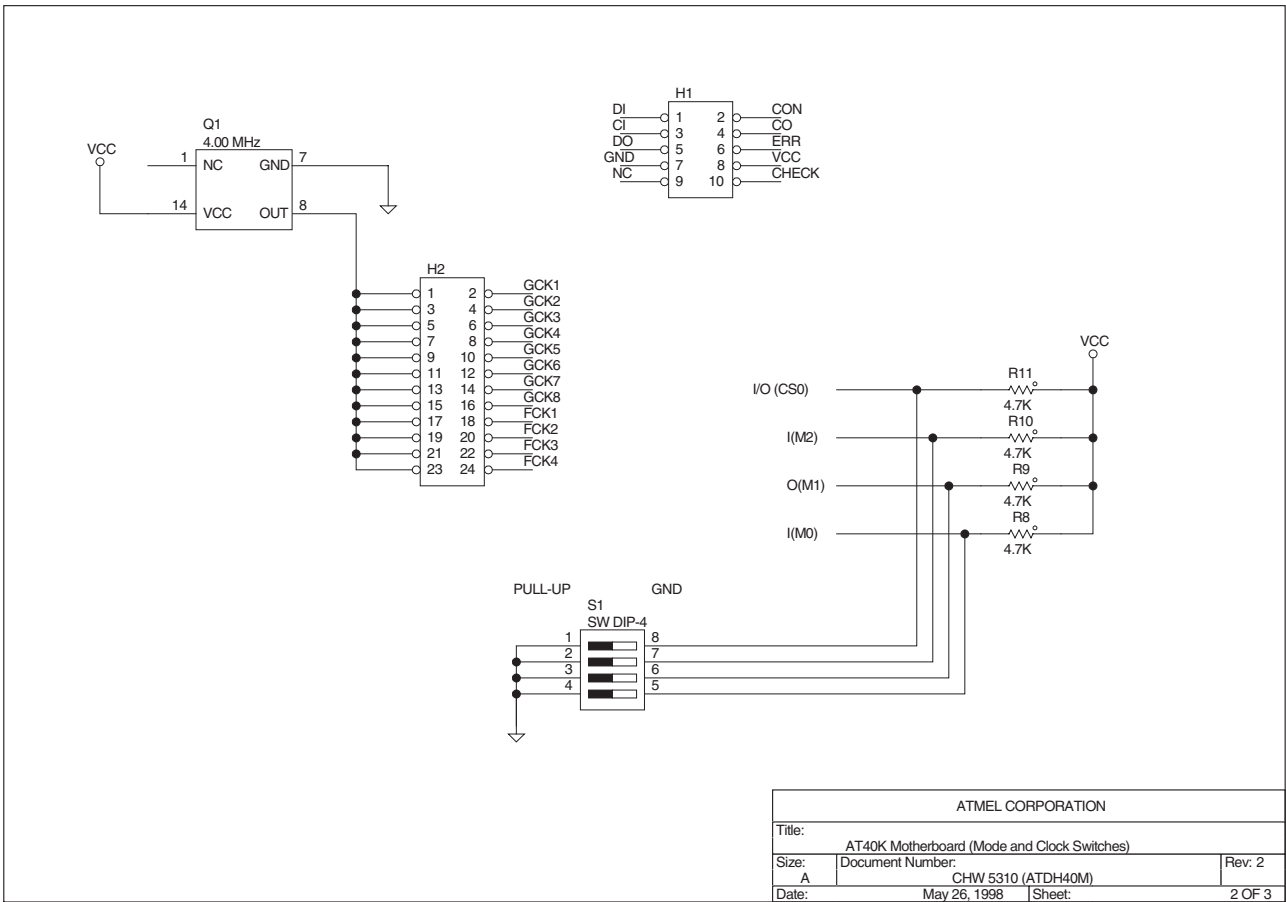 Q1
4.00 MHz
VCC
1 NC GND 7
14 VCC OUT 8
H1
DI 1 2 CON
CI 3 4 CO
DO 5 6 ERR
GND 7 8 VCC
NC 9 10 CHECK
H2
1 2 GCK1
3 4 GCK2
5 6 GCK3
7 8 GCK4
9 10 GCK5
11 12 GCK6
13 14 GCK7
15 16 GCK8
17 18 FCK1
19 20 FCK2
21 22 FCK3
23 24 FCK4
VCC
R11
I/O (CS0)
4.7K
R10
I(M2)
4.7K
R9
O(M1)
4.7K
R8
I(M0)
4.7K
PULL-UP GND
S1
SW DIP-4
1 8
2 7
3 6
4 5
ATMEL CORPORATION
Title:
AT40K Motherboard (Mode and Clock Switches)
Size: Document Number: Rev: 2
A CHW 5310 (ATDH40M)
Date: May 26, 1998 Sheet: 2 OF 3